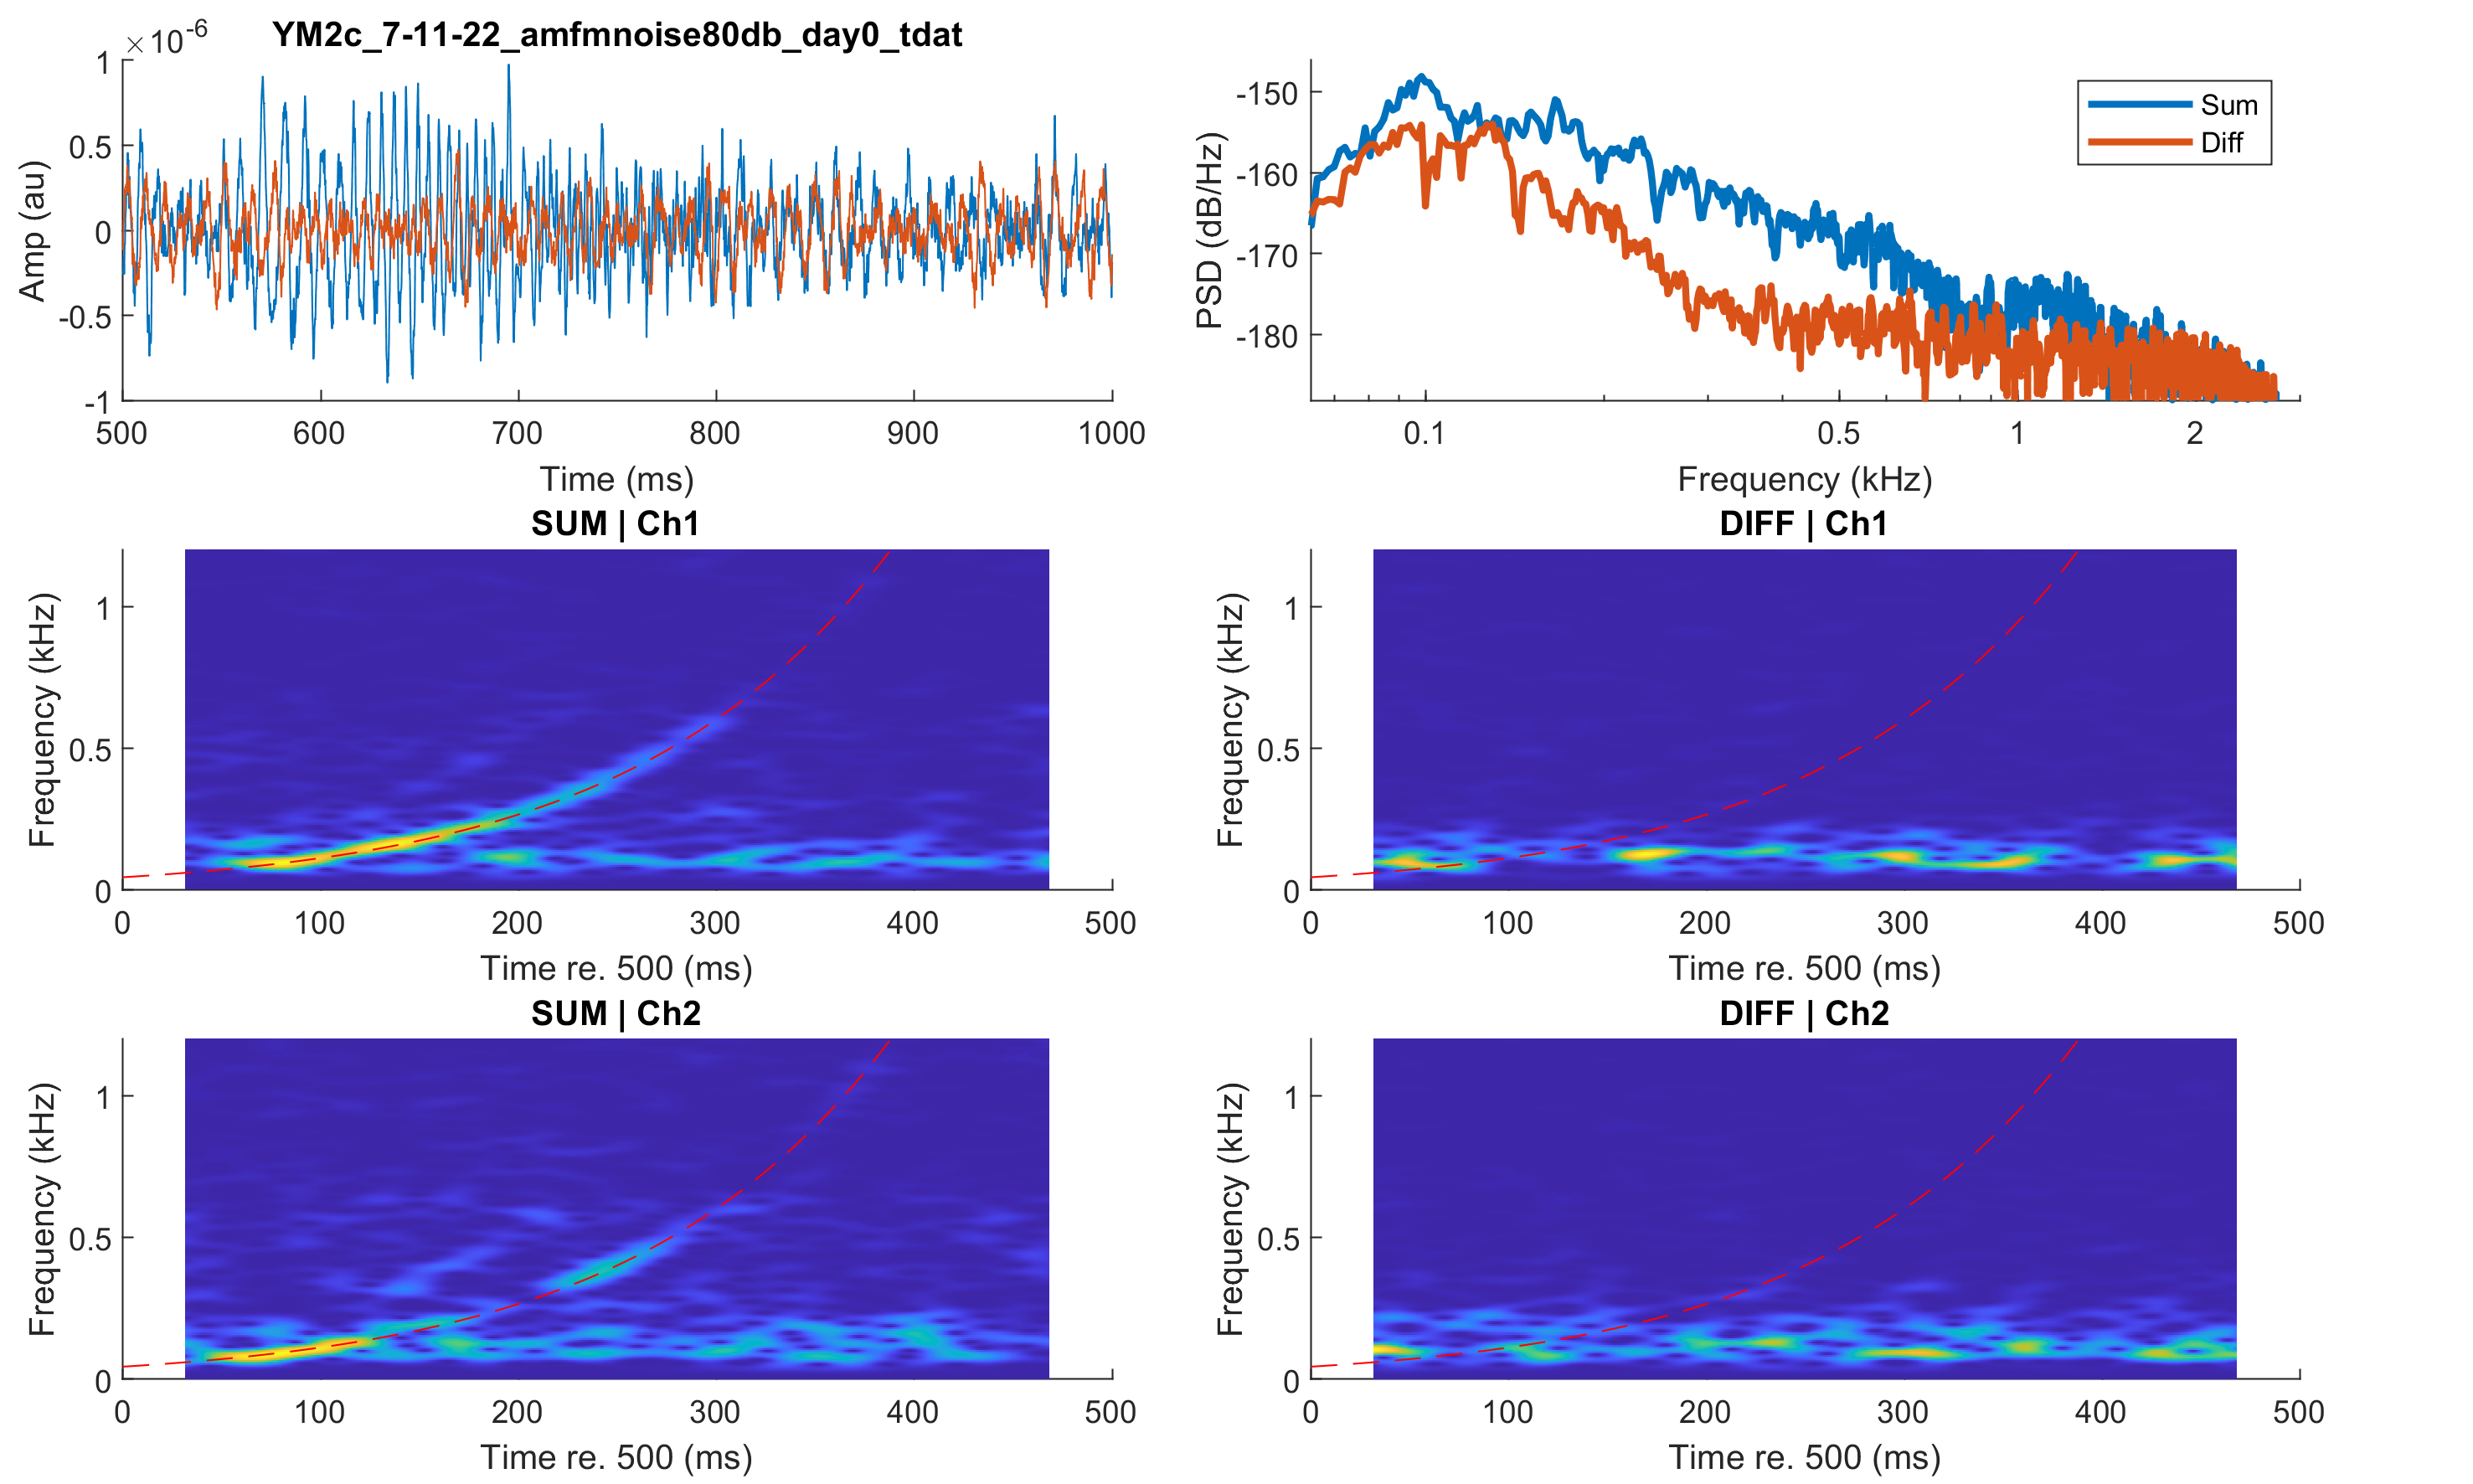 YM2c_7-11-22_amfmnoise80db_day0_tdat
×10-6
1
0.5
0
-0.5
-1
Amp (au)
500 600 700 800 900 1000
Time (ms)
-150
-160
-170
-180
PSD (dB/Hz)
Sum
Diff
0.1 0.5 1 2
Frequency (kHz)
SUM | Ch1
1
0.5
0
Frequency (kHz)
0 100 200 300 400 500
Time re. 500 (ms)
DIFF | Ch1
1
0.5
0
Frequency (kHz)
0 100 200 300 400 500
Time re. 500 (ms)
SUM | Ch2
1
0.5
0
Frequency (kHz)
0 100 200 300 400 500
Time re. 500 (ms)
DIFF | Ch2
1
0.5
0
Frequency (kHz)
0 100 200 300 400 500
Time re. 500 (ms)